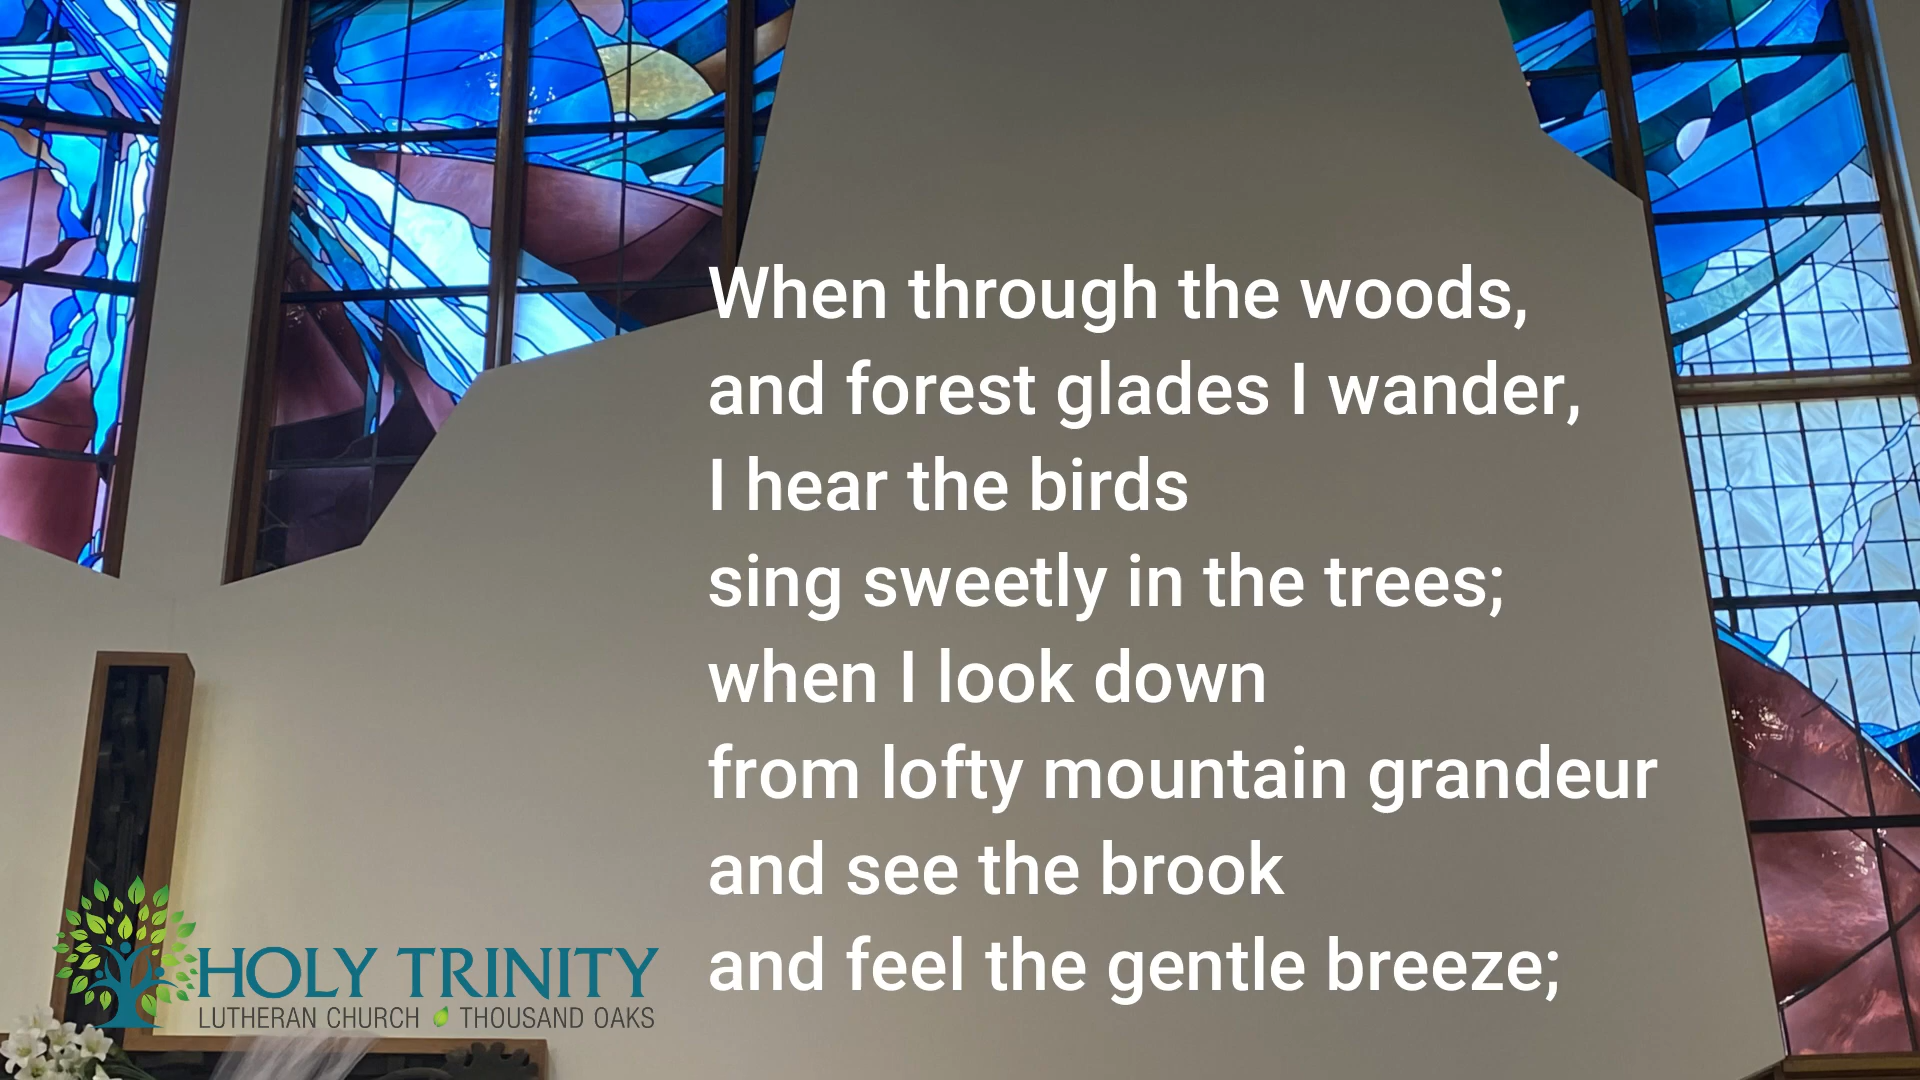 When through the woods,
and forest glades I wander,
I hear the birds
sing sweetly in the trees;
when I look down
from lofty mountain grandeur
and see the brook
and feel the gentle breeze;
HOLY TRINITY
LUTHERAN CHURCH THOUSAND OAKS